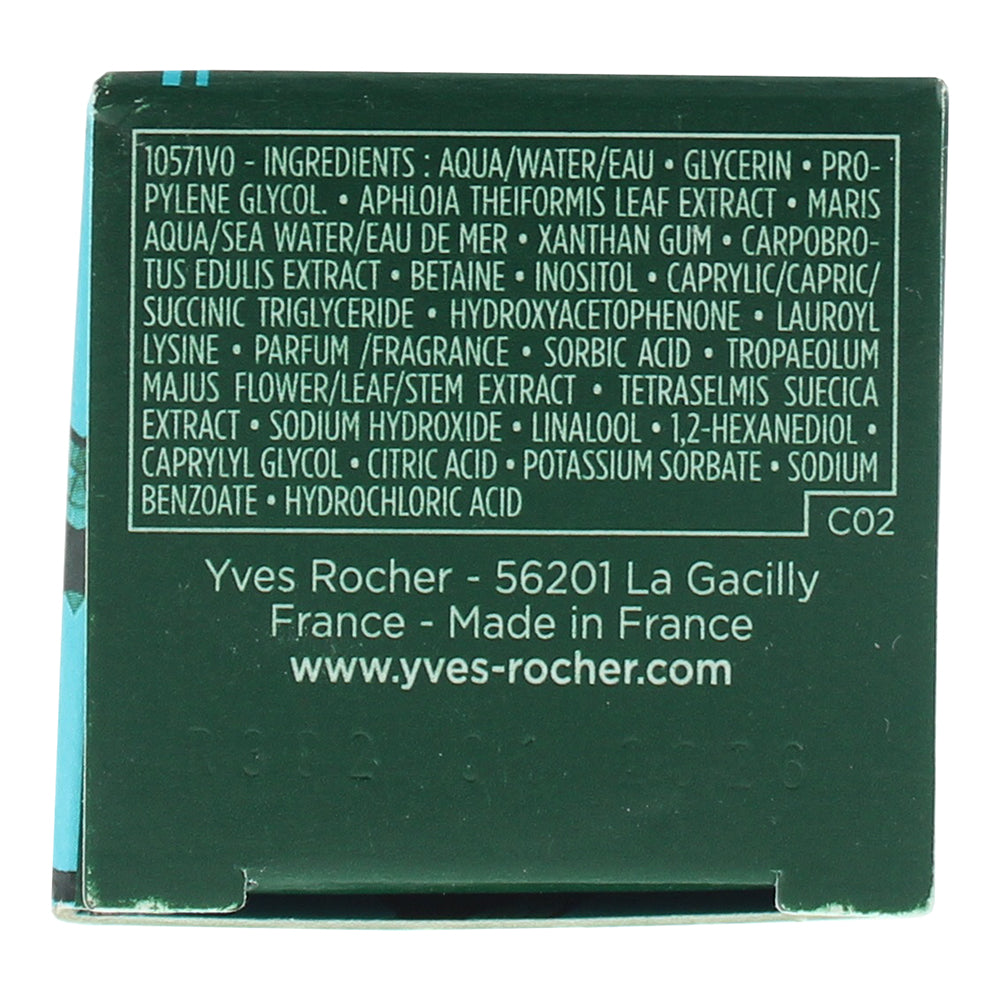 10571V0 - INGREDIENTS : AQUA/WATER/EAU • GLYCERIN • PRO-
PYLENE GLYCOL. • APHLOIA THEIFORMIS LEAF EXTRACT • MARIS
AQUA/SEA WATER/EAU DE MER • XANTHAN GUM • CARPOBRO-
TUS EDULIS EXTRACT • BETAINE • INOSITOL • CAPRYLIC/CAPRIC/
SUCCINIC TRIGLYCERIDE • HYDROXYACETOPHENONE • LAUROYL
LYSINE • PARFUM /FRAGRANCE • SORBIC ACID • TROPAEOLUM
MAJUS FLOWER/LEAF/STEM EXTRACT • TETRASELMIS SUECICA
EXTRACT • SODIUM HYDROXIDE • LINALOOL • 1,2-HEXANEDIOL •
CAPRYLYL GLYCOL • CITRIC ACID • POTASSIUM SORBATE • SODIUM
BENZOATE • HYDROCHLORIC ACID
C02
Yves Rocher - 56201 La Gacilly
France - Made in France
www.yves-rocher.com